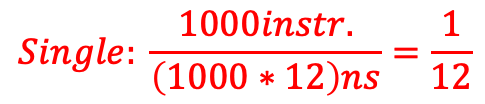 Single: 1000instr. / (1000 * 12)ns = 1 / 12